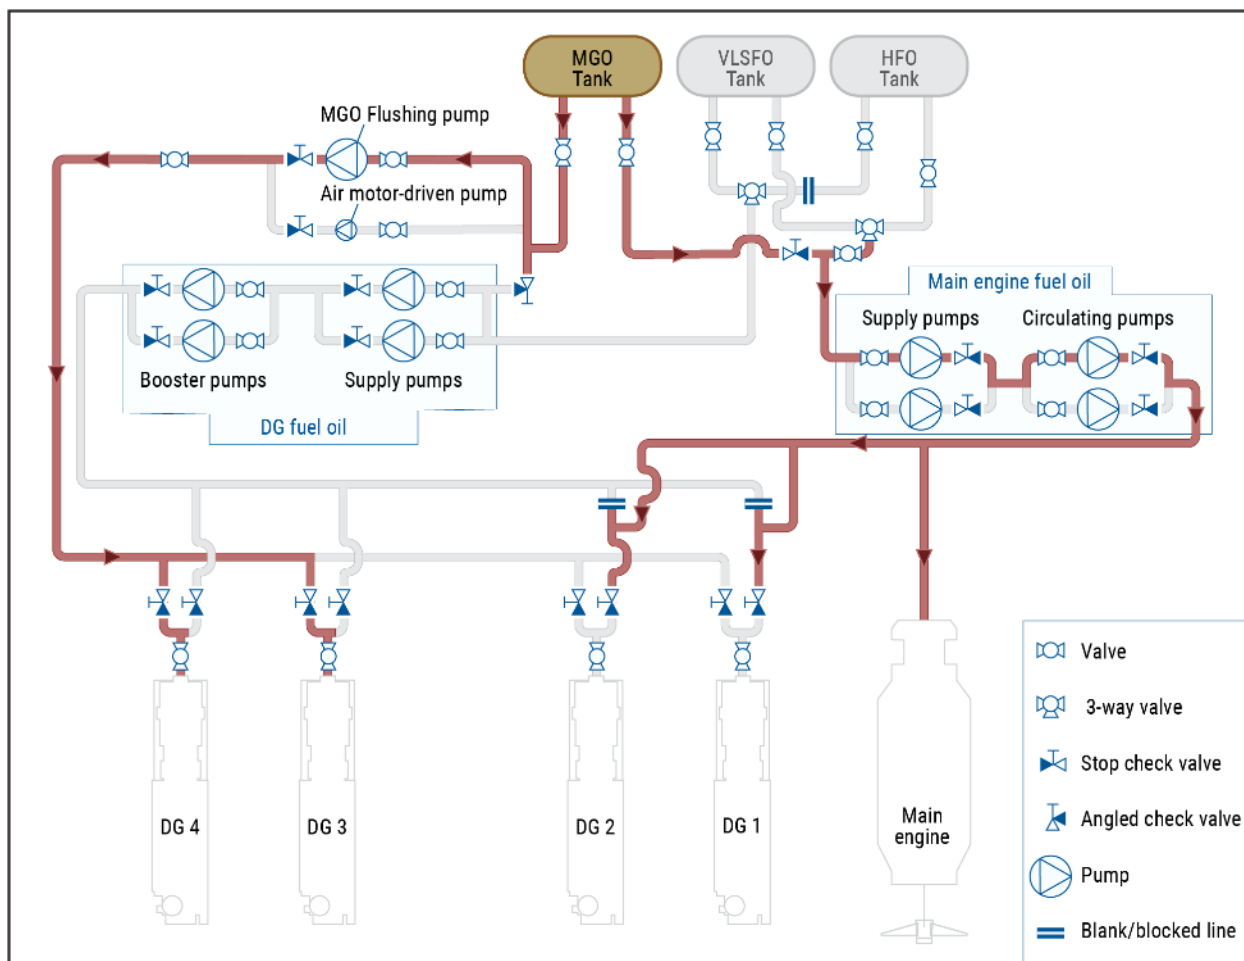 MGO
Tank
VLSFO
Tank
HFO
Tank
MGO Flushing pump
Air motor-driven pump
Main engine fuel oil
Supply pumps
Circulating pumps
Booster pumps
Supply pumps
DG fuel oil
Valve
3-way valve
Stop check valve
Angled check valve
Pump
Blank/blocked line
DG 4
DG 3
DG 2
DG 1
Main
engine